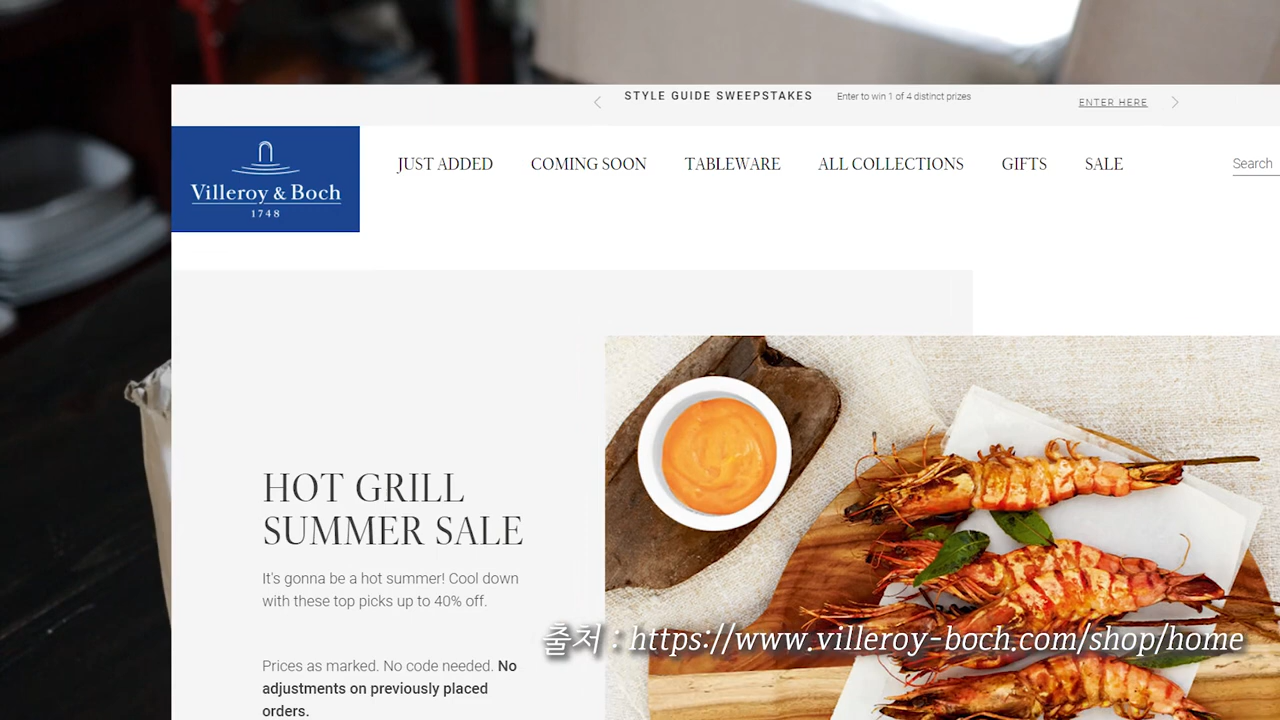 STYLE GUIDE SWEEPSTAKES Enter to win 1 of 4 distinct prizes ENTER HERE
Villeroy & Boch
1748
JUST ADDED COMING SOON TABLEWARE ALL COLLECTIONS GIFTS SALE Search
HOT GRILL
SUMMER SALE
It's gonna be a hot summer! Cool down
with these top picks up to 40% off.
Prices as marked. No code needed. No
adjustments on previously placed
orders.
출처 : https://www.villeroy-boch.com/shop/home